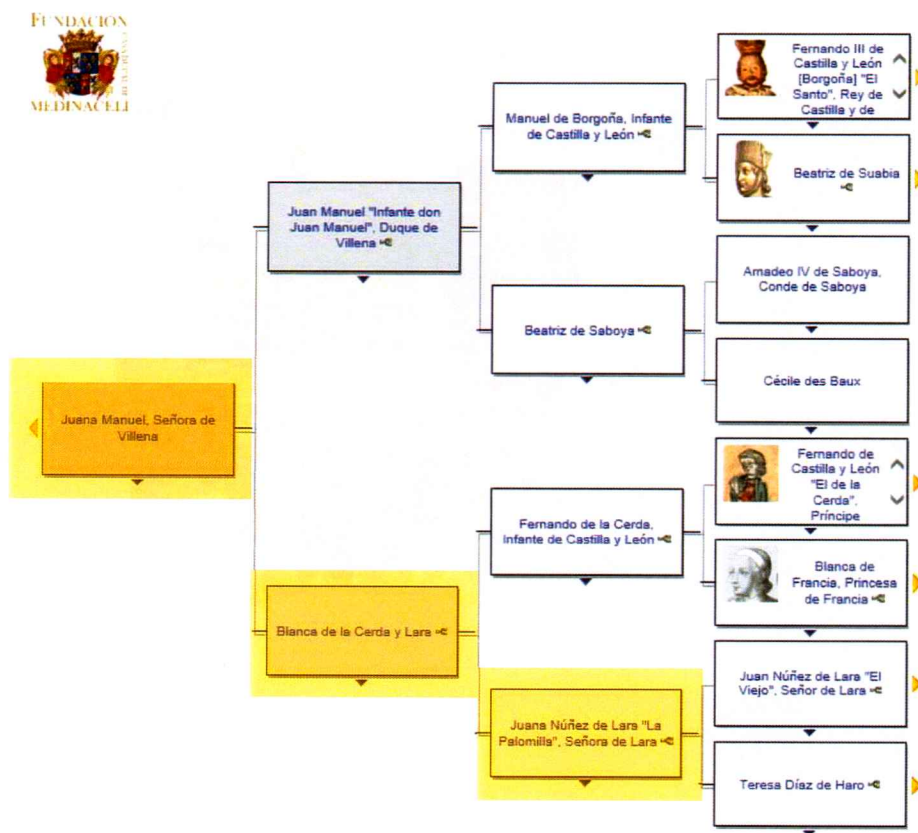 FUNDACIÓN
CASA DUCAL DE
MEDINACELI
Fernando III de
Castilla y León
[Borgoña] "El
Santo", Rey de
Castilla y de
Manuel de Borgoña, Infante
de Castilla y León
Beatriz de Suabia
Juan Manuel "Infante don
Juan Manuel", Duque de
Villena
Amadeo IV de Saboya,
Conde de Saboya
Beatriz de Saboya
Cécile des Baux
Juana Manuel, Señora de
Villena
Fernando de
Castilla y León
"El de la
Cerda",
Príncipe
Fernando de la Cerda,
Infante de Castilla y León
Blanca de
Francia, Princesa
de Francia
Blanca de la Cerda y Lara
Juan Núñez de Lara "El
Viejo", Señor de Lara
Juana Núñez de Lara "La
Palomilla", Señora de Lara
Teresa Díaz de Haro